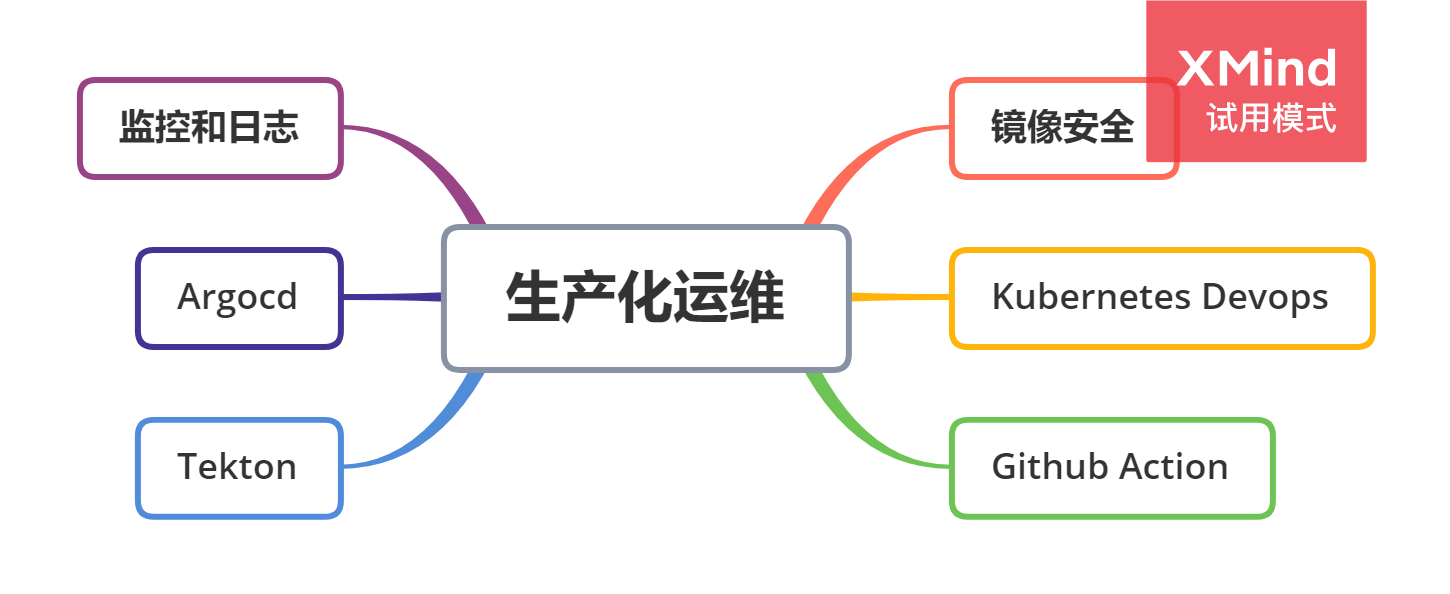 XMind
试用模式
监控和日志
镜像安全
Argocd
生产化运维
Kubernetes Devops
Tekton
Github Action